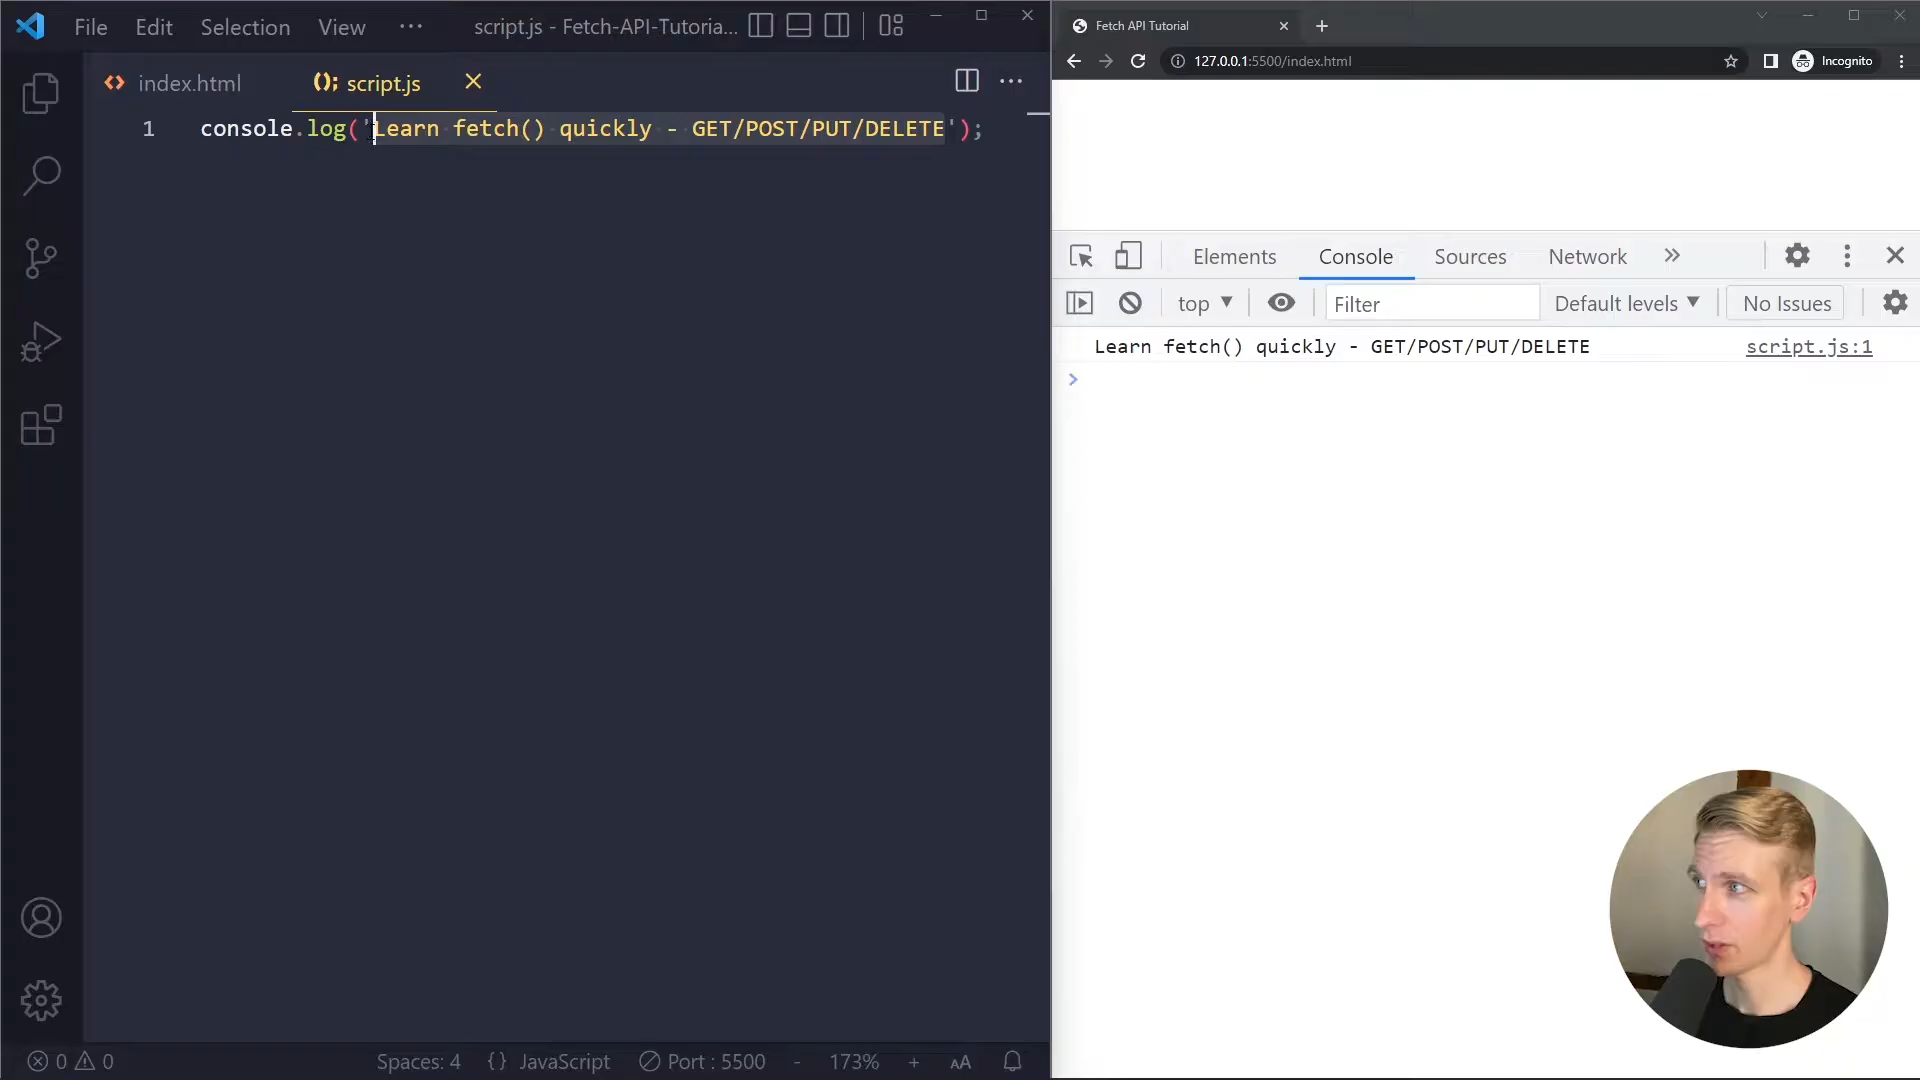 File Edit Selection View ··· script.js - Fetch-API-Tutoria...
index.html script.js
1 console.log('Learn fetch() quickly - GET/POST/PUT/DELETE');
0 0 Spaces: 4 {} JavaScript Port : 5500 - 173% + AA
Fetch API Tutorial
127.0.0.1:5500/index.html Incognito
Elements Console Sources Network »
top Filter Default levels No Issues
Learn fetch() quickly - GET/POST/PUT/DELETE script.js:1
>